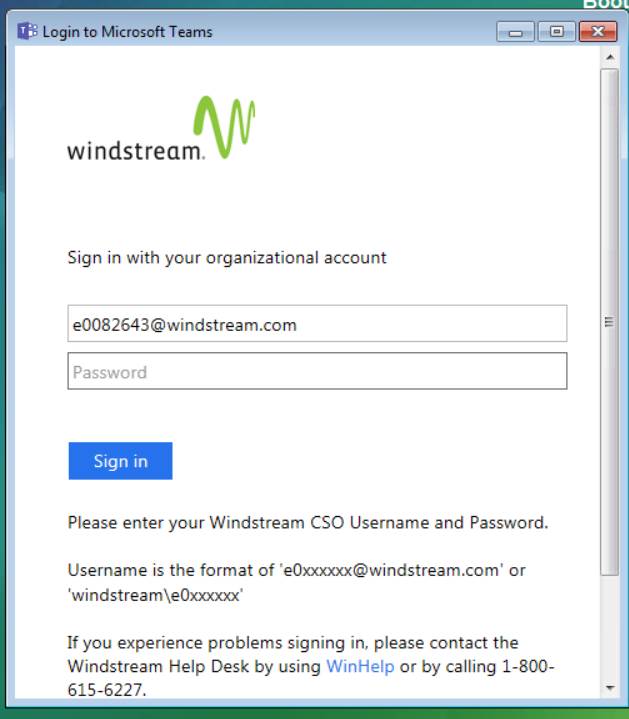 Boot
Login to Microsoft Teams
windstream.
Sign in with your organizational account
e0082643@windstream.com
Password
Sign in
Please enter your Windstream CSO Username and Password.
Username is the format of 'e0xxxxxx@windstream.com' or
'windstream\e0xxxxxx'
If you experience problems signing in, please contact the
Windstream Help Desk by using WinHelp or by calling 1-800-
615-6227.